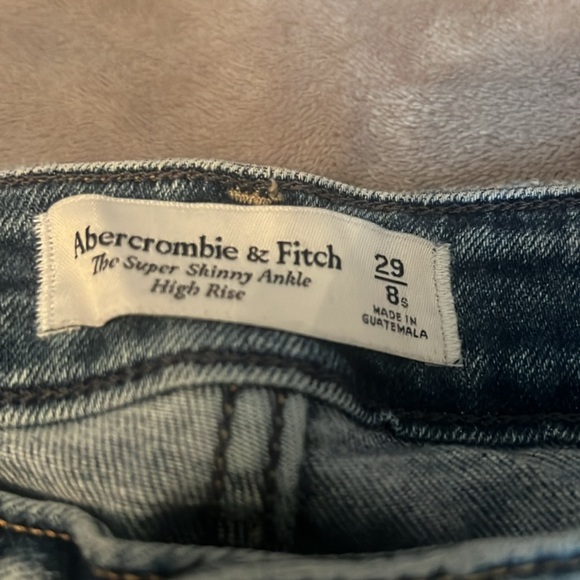 Abercrombie & Fitch
The Super Skinny Ankle
High Rise
29
8s
MADE IN
GUATEMALA